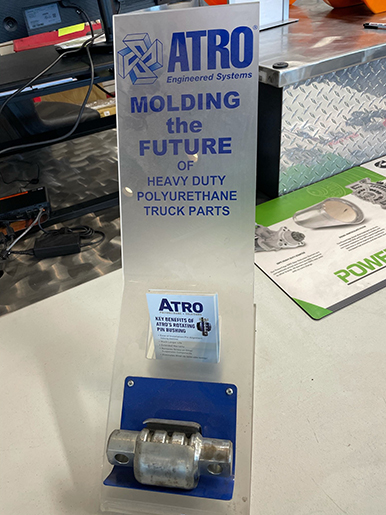 ATRO
Engineered Systems
MOLDING
the
FUTURE
OF
HEAVY DUTY
POLYURETHANE
TRUCK PARTS
ATRO
KEY BENEFITS OF
ATRO'S ROTATING
PIN BUSHING
POWER